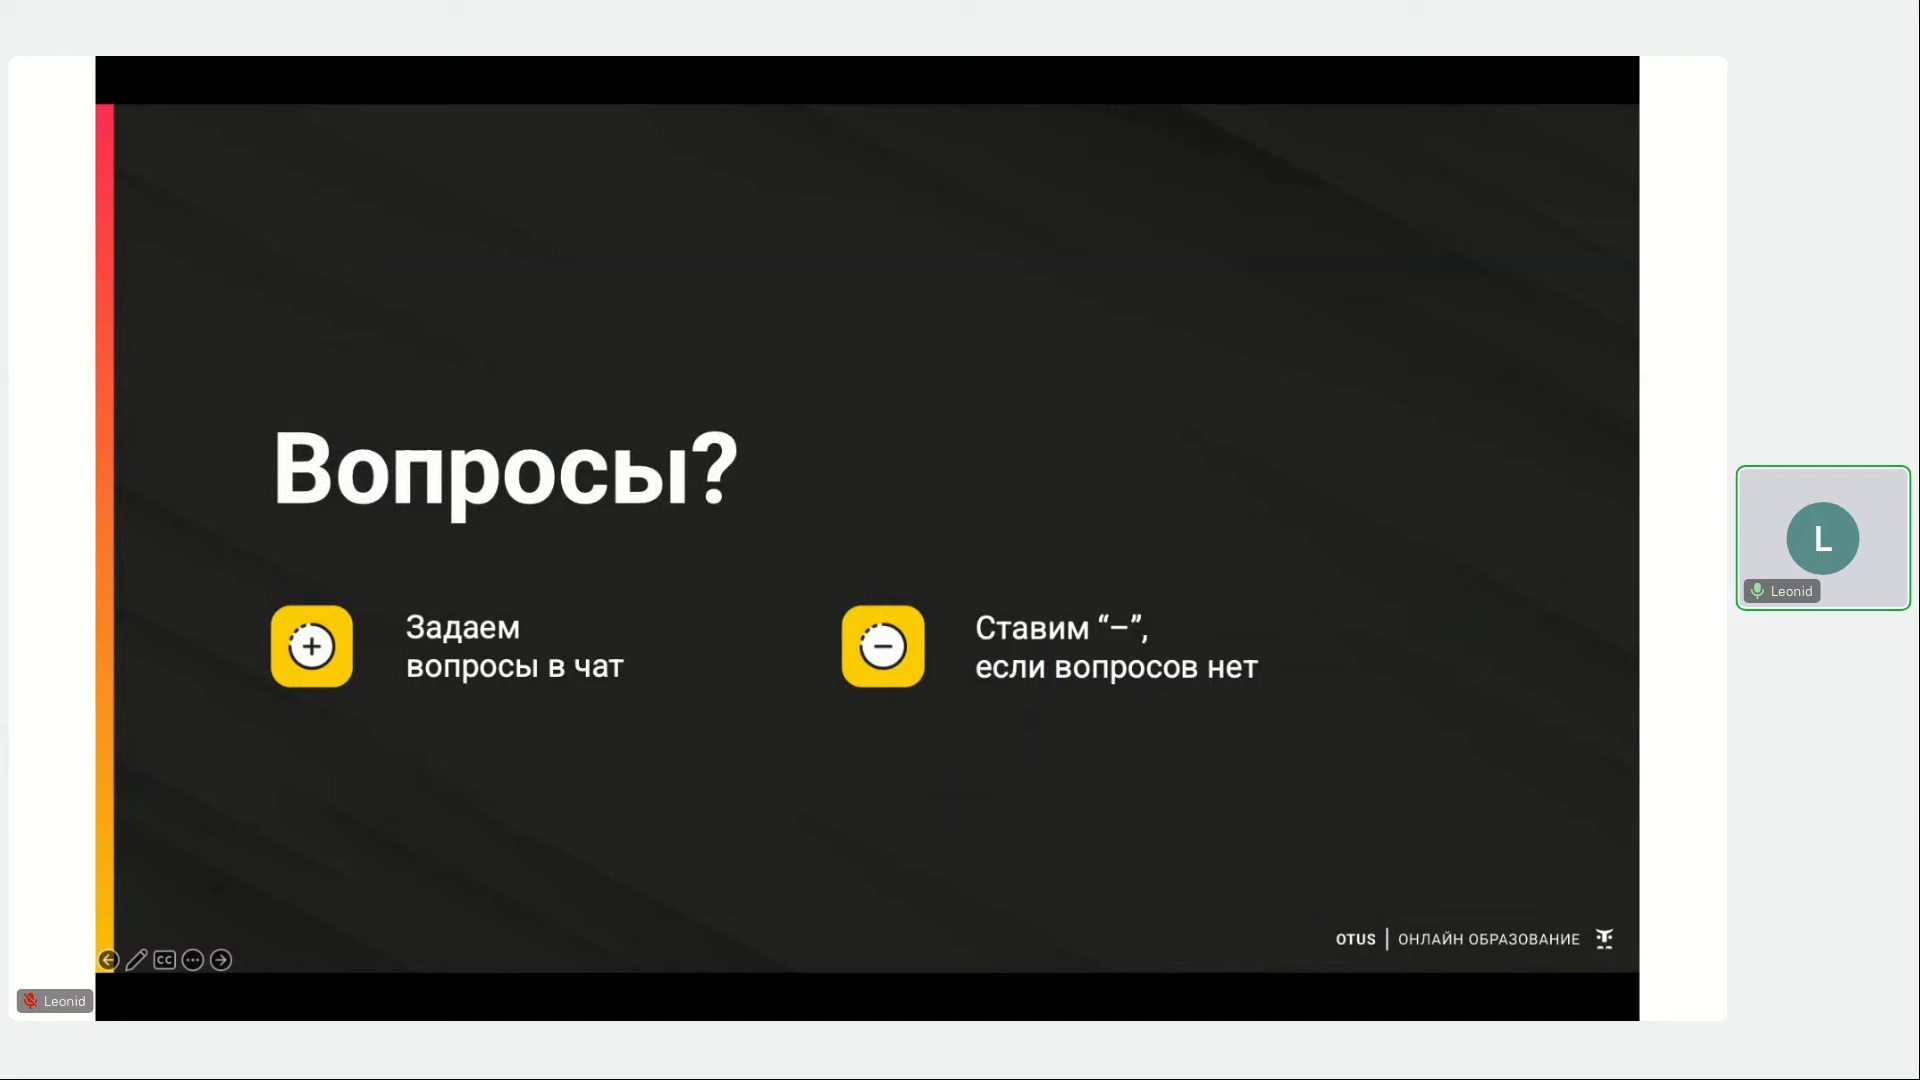 Вопросы?
Задаем
вопросы в чат
Ставим “–”,
если вопросов нет
OTUS | ОНЛАЙН ОБРАЗОВАНИЕ
CC
Leonid
L
Leonid